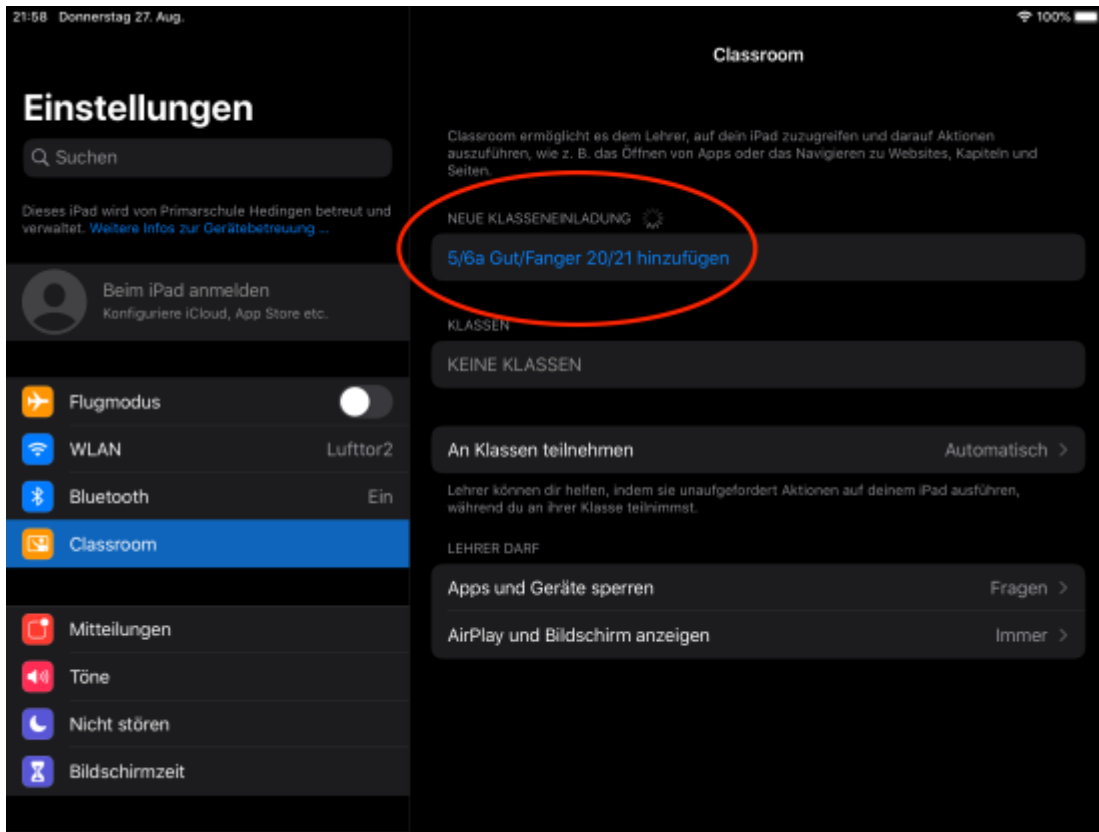 21:58 Donnerstag 27. Aug.
100%
Einstellungen
Suchen
Dieses iPad wird von Primarschule Hedingen betreut und
verwaltet. Weitere Infos zur Gerätebetreuung ...
Beim iPad anmelden
Konfiguriere iCloud, App Store etc.
Flugmodus
WLAN Lufttor2
Bluetooth Ein
Classroom
Mitteilungen
Töne
Nicht stören
Bildschirmzeit
Classroom
Classroom ermöglicht es dem Lehrer, auf dein iPad zuzugreifen und darauf Aktionen
auszuführen, wie z. B. das Öffnen von Apps oder das Navigieren zu Websites, Kapiteln und
Seiten.
NEUE KLASSENEINLADUNG
5/6a Gut/Fanger 20/21 hinzufügen
KLASSEN
KEINE KLASSEN
An Klassen teilnehmen Automatisch
Lehrer können dir helfen, indem sie unaufgefordert Aktionen auf deinem iPad ausführen,
während du an ihrer Klasse teilnimmst.
LEHRER DARF
Apps und Geräte sperren Fragen
AirPlay und Bildschirm anzeigen Immer